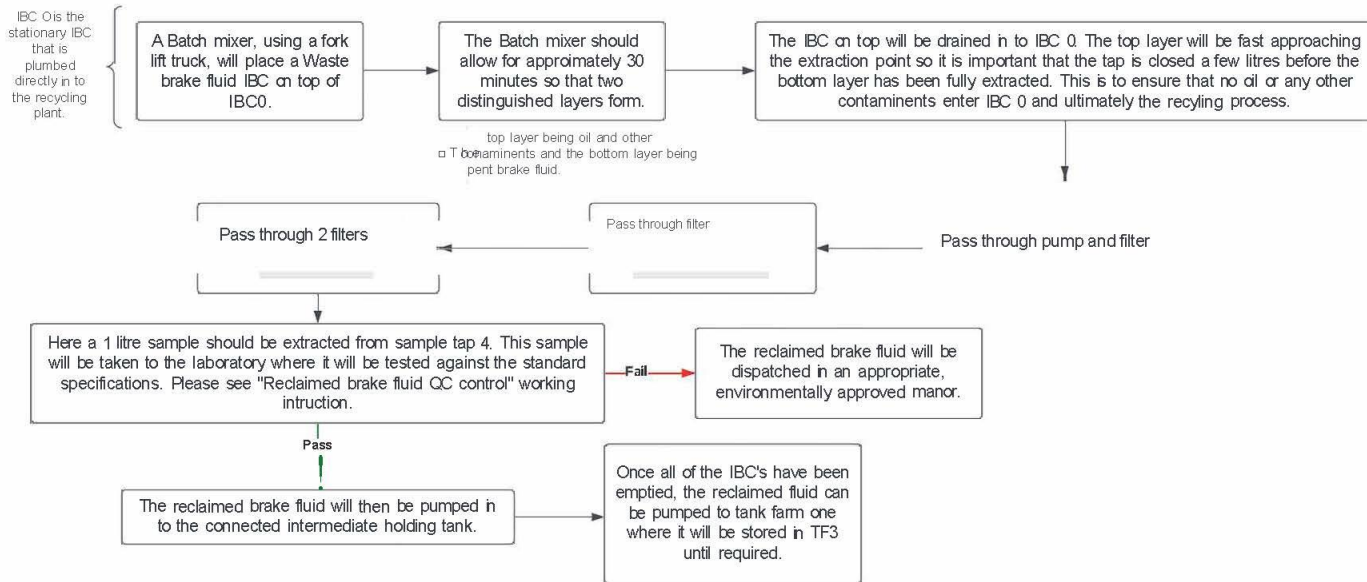 IBC O is the
stationary IBC
that is
plumbed
directly in to
the recycling
plant.
A Batch mixer, using a fork
lift truck, will place a Waste
brake fluid IBC on top of
IBC0.
The Batch mixer should
allow for approimately 30
minutes so that two
distinguished layers form.
top layer being oil and other
The conaminents and the bottom layer being
pent brake fluid.
The IBC on top will be drained in to IBC 0. The top layer will be fast approaching
the extraction point so it is important that the tap is closed a few litres before the
bottom layer has been fully extracted. This is to ensure that no oil or any other
contaminents enter IBC 0 and ultimately the recyling process.
Pass through pump and filter
Pass through filter
Pass through 2 filters
Here a 1 litre sample should be extracted from sample tap 4. This sample
will be taken to the laboratory where it will be tested against the standard
specifications. Please see "Reclaimed brake fluid QC control" working
intruction.
Fail
The reclaimed brake fluid will be
dispatched in an appropriate,
environmentally approved manor.
Pass
The reclaimed brake fluid will then be pumped in
to the connected intermediate holding tank.
Once all of the IBC's have been
emptied, the reclaimed fluid can
be pumped to tank farm one
where it will be stored in TF3
until required.